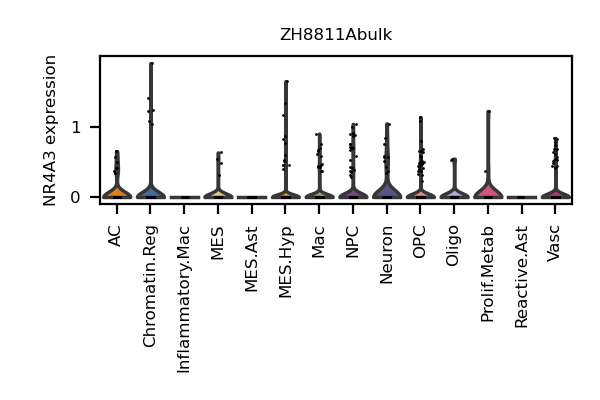 ZH8811Abulk
NR4A3 expression
1
0
AC
Chromatin.Reg
Inflammatory.Mac
MES
MES.Ast
MES.Hyp
Mac
NPC
Neuron
OPC
Oligo
Prolif.Metab
Reactive.Ast
Vasc